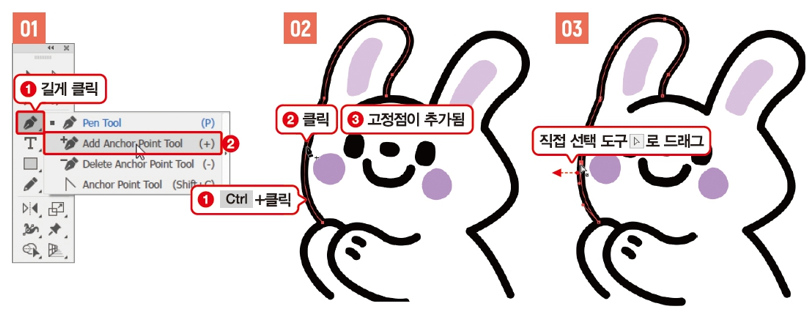 01
1 길게 클릭
Pen Tool (P)
Add Anchor Point Tool (+) 2
Delete Anchor Point Tool (-)
Anchor Point Tool (Shift+C)
T
02
2 클릭
3 고정점이 추가됨
1 Ctrl +클릭
03
직접 선택 도구 로 드래그